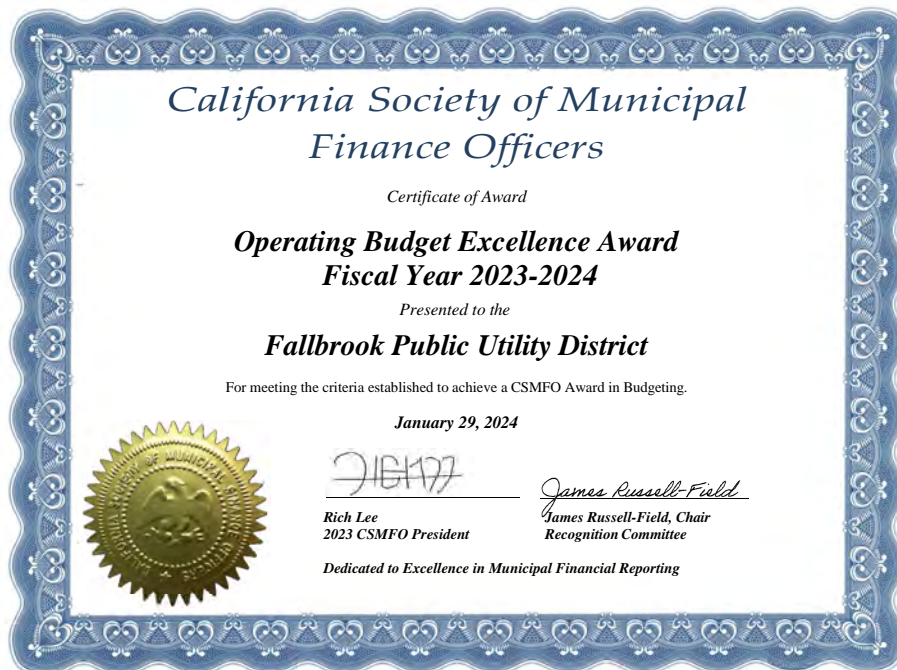 California Society of Municipal
Finance Officers
Certificate of Award
Operating Budget Excellence Award
Fiscal Year 2023-2024
Presented to the
Fallbrook Public Utility District
For meeting the criteria established to achieve a CSMFO Award in Budgeting.
January 29, 2024
James Russell-Field
Rich Lee
James Russell-Field, Chair
2023 CSMFO President
Recognition Committee
Dedicated to Excellence in Municipal Financial Reporting